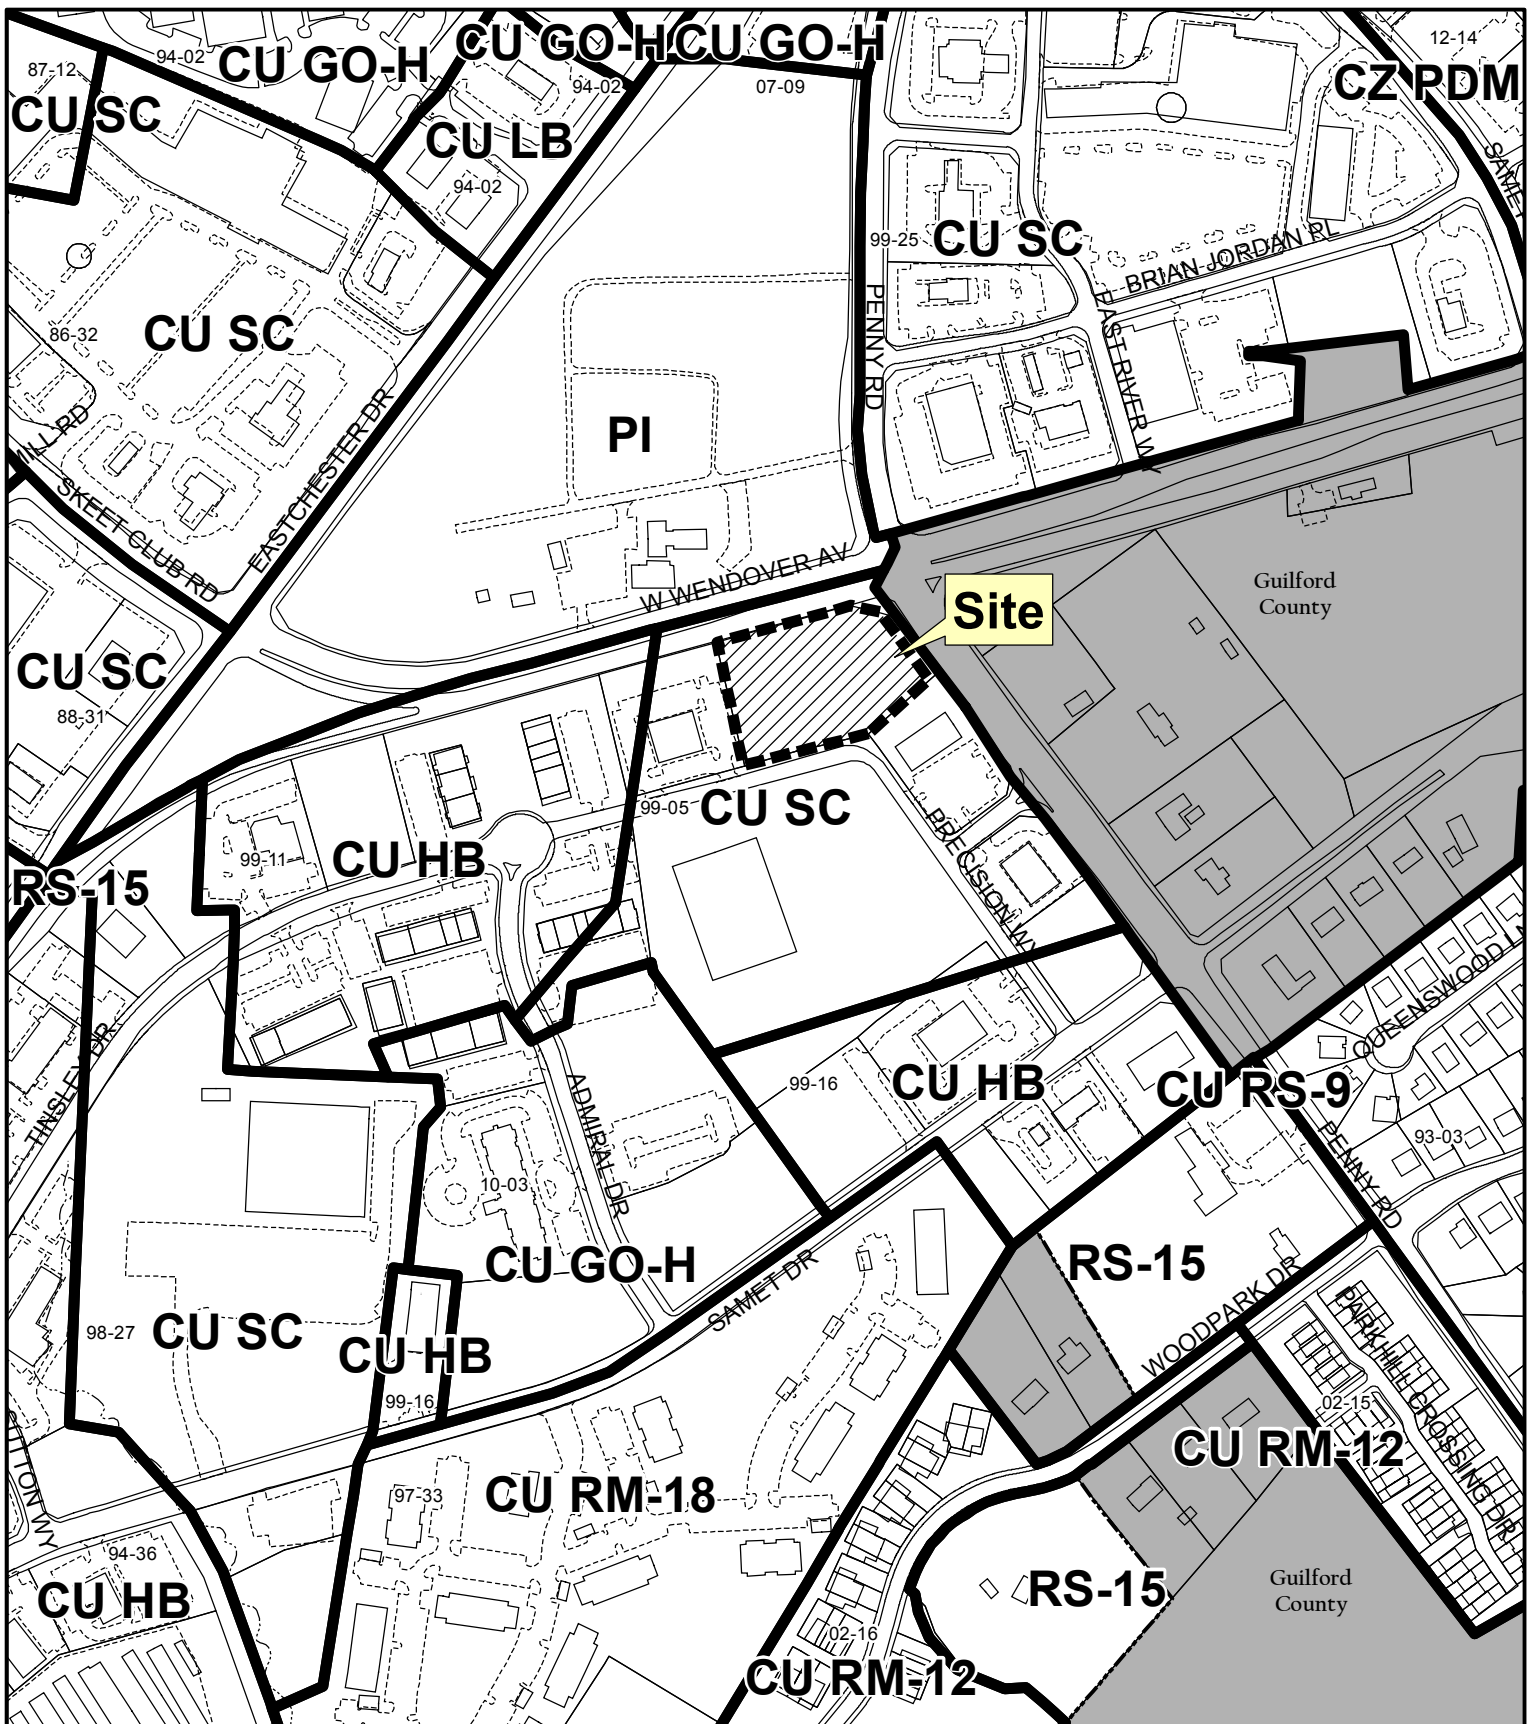 CU GO-H
CU GO-H
CU GO-H
12-14
94-02
87-12
94-02
07-09
CZ PDM
CU SC
CU LB
94-02
SAMET
99-25
CU SC
BRIAN JORDAN PL
86-32
CU SC
PENNY RD
EAST RIVER WY
EASTCHESTER DR
MILL RD
PI
SKEET CLUB RD
W WENDOVER AV
Guilford
County
Site
CU SC
88-31
99-05
CU SC
99-11
CU HB
RS-15
PRECISION WY
QUEENSWOOD LN
TINSLEY DR
ADMIRAL DR
99-16
CU HB
CU RS-9
93-03
PENNY RD
10-03
CU GO-H
RS-15
SAMET DR
WOODPARK DR
98-27
CU SC
CU HB
99-16
PARKHILL CROSSING DR
02-15
CU RM-12
97-33
CU RM-18
94-36
CU HB
RS-15
Guilford
County
02-16
CU RM-12